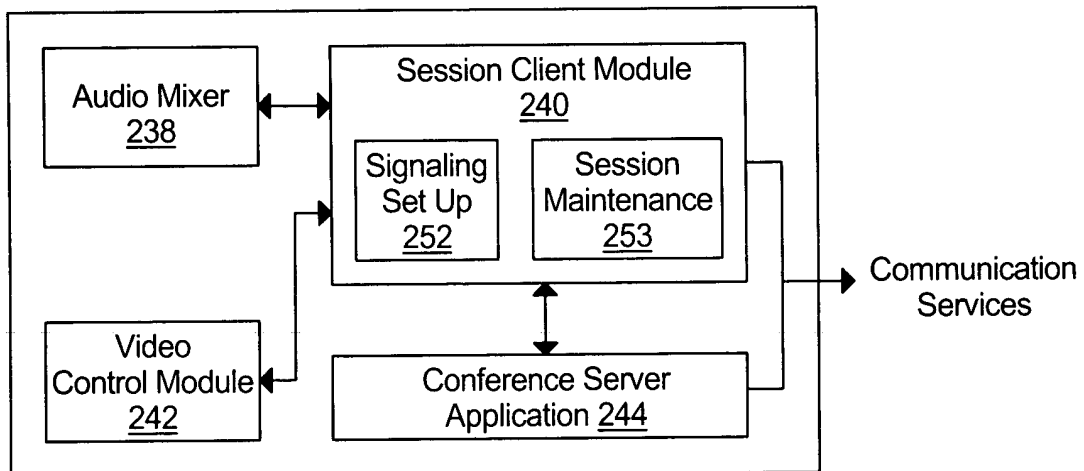 Audio Mixer
238
Session Client Module
240
Signaling
Set Up
252
Session
Maintenance
253
Communication
Services
Video
Control Module
242
Conference Server
Application 244